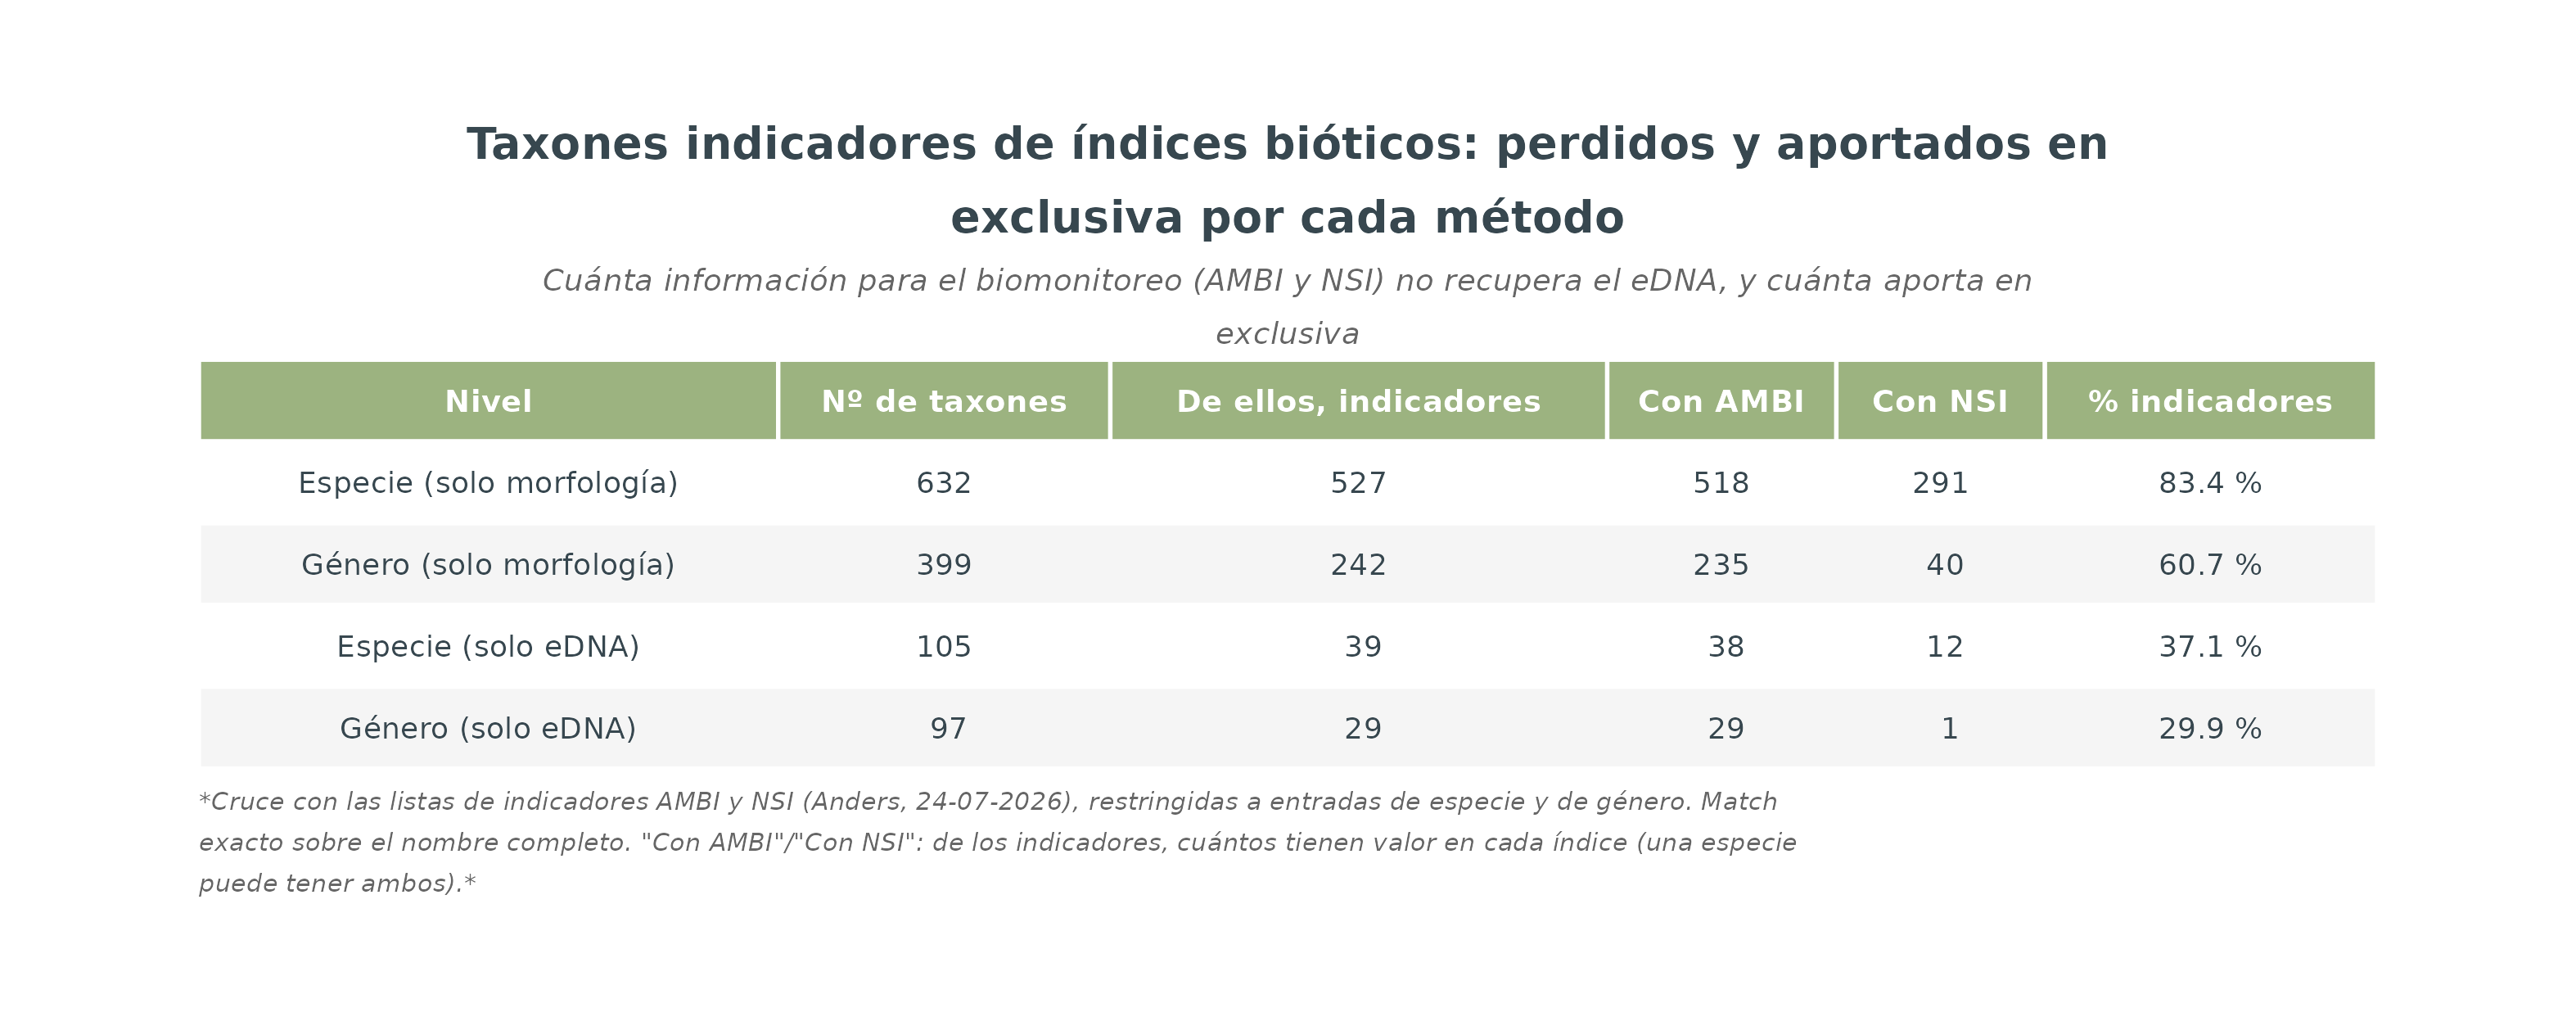 Taxones indicadores de índices bióticos: perdidos y aportados en
exclusiva por cada método
Cuánta información para el biomonitoreo (AMBI y NSI) no recupera el eDNA, y cuánta aporta en
exclusiva
Nivel Nº de taxones De ellos, indicadores Con AMBI Con NSI % indicadores
Especie (solo morfología) 632 527 518 291 83.4 %
Género (solo morfología) 399 242 235 40 60.7 %
Especie (solo eDNA) 105 39 38 12 37.1 %
Género (solo eDNA) 97 29 29 1 29.9 %
*Cruce con las listas de indicadores AMBI y NSI (Anders, 24-07-2026), restringidas a entradas de especie y de género. Match
exacto sobre el nombre completo. "Con AMBI"/"Con NSI": de los indicadores, cuántos tienen valor en cada índice (una especie
puede tener ambos).*